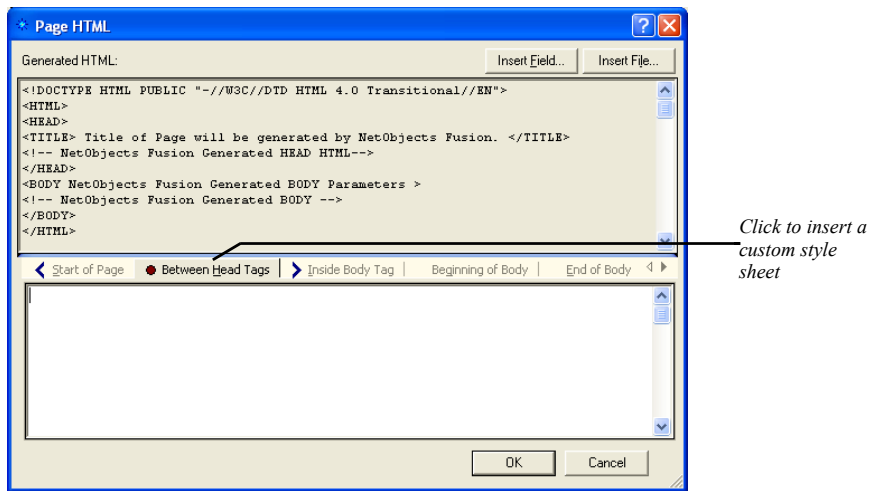 Page HTML
Generated HTML:
Insert Field...
Insert File...
<!DOCTYPE HTML PUBLIC "-//W3C//DTD HTML 4.0 Transitional//EN">
<HTML>
<HEAD>
<TITLE> Title of Page will be generated by NetObjects Fusion. </TITLE>
<!-- NetObjects Fusion Generated HEAD HTML-->
</HEAD>
<BODY NetObjects Fusion Generated BODY Parameters >
<!-- NetObjects Fusion Generated BODY -->
</BODY>
</HTML>
Click to insert a
custom style
sheet
Start of Page
Between Head Tags
Inside Body Tag
Beginning of Body
End of Body
OK
Cancel